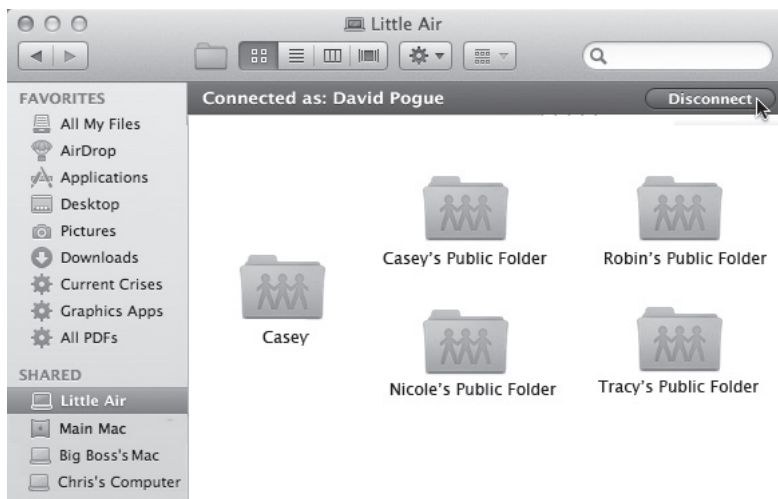 Little Air
FAVORITES
All My Files
AirDrop
Applications
Desktop
Pictures
Downloads
Current Crises
Graphics Apps
All PDFs
SHARED
Little Air
Main Mac
Big Boss's Mac
Chris's Computer
Connected as: David Pogue
Disconnect
Casey
Casey's Public Folder
Robin's Public Folder
Nicole's Public Folder
Tracy's Public Folder